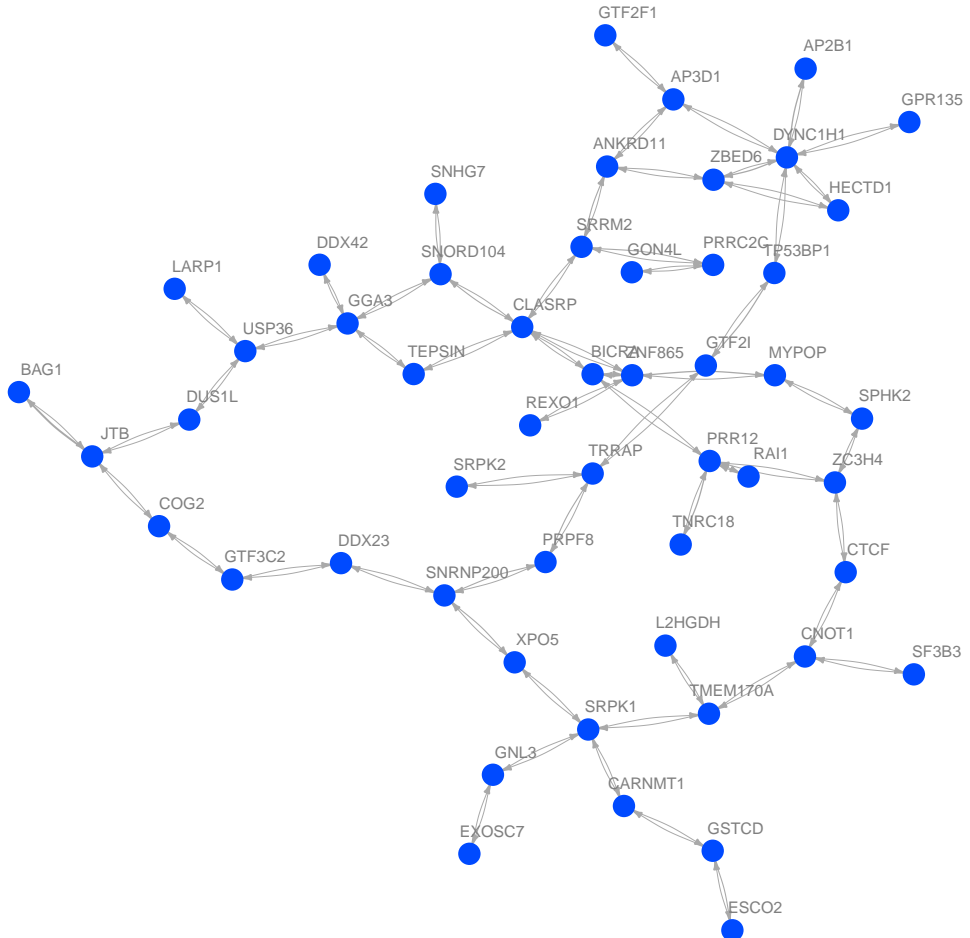 GTF2F1
AP2B1
AP3D1
GPR135
DYNC1H1
ANKRD11
ZBED6
SNHG7
HECTD1
SRRM2
PRRC2C
GON4L
TP53BP1
DDX42
SNORD104
LARP1
CLASRP
GGA3
USP36
TEPSIN
BICRA
ZNF865
GTF2I
MYPOP
BAG1
DUS1L
SPHK2
REXO1
JTB
PRR12
TRRAP
RAI1
ZC3H4
SRPK2
COG2
TNRC18
PRPF8
DDX23
CTCF
GTF3C2
SNRNP200
L2HGDH
CNOT1
XPO5
SF3B3
TMEM170A
SRPK1
GNL3
CARNMT1
EXOSC7
GSTCD
ESCO2